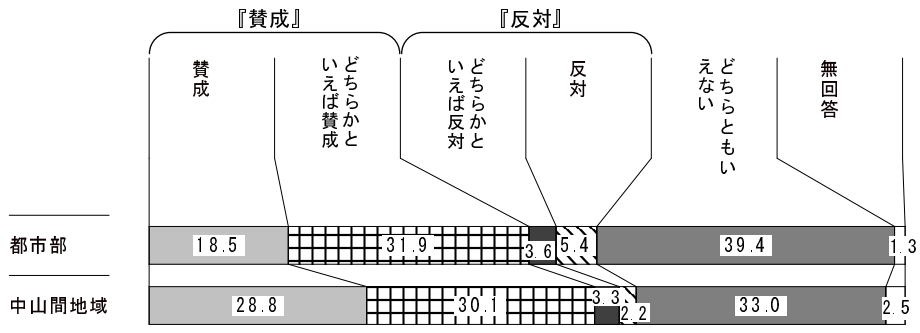 『賛成』
『反対』
賛成
どちらかと
いえば賛成
どちらかと
いえば反対
反対
どちらともい
えない
無回答
都市部
18.5
31.9
3.6
5.4
39.4
1.3
中山間地域
28.8
30.1
3.3
2.2
33.0
2.5